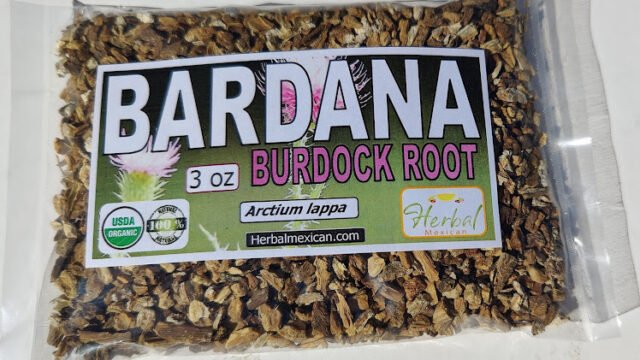 BARDANA
BURDOCK ROOT
3 oz
Arctium lappa
USDA
ORGANIC
100 %
Herbalmexican.com
Herbal
Mexican